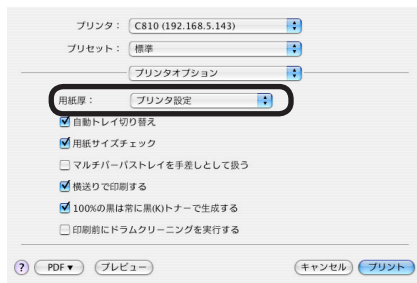 プリンタ： C810 (192.168.5.143)
プリセット： 標準
プリンタオプション
用紙厚： プリンタ設定
自動トレイ切り替え
用紙サイズチェック
マルチパーパストレイを手差しとして扱う
横送りで印刷する
100%の黒は常に黒(K)トナーで生成する
印刷前にドラムクリーニングを実行する
? PDF▼ プレビュー キャンセル プリント